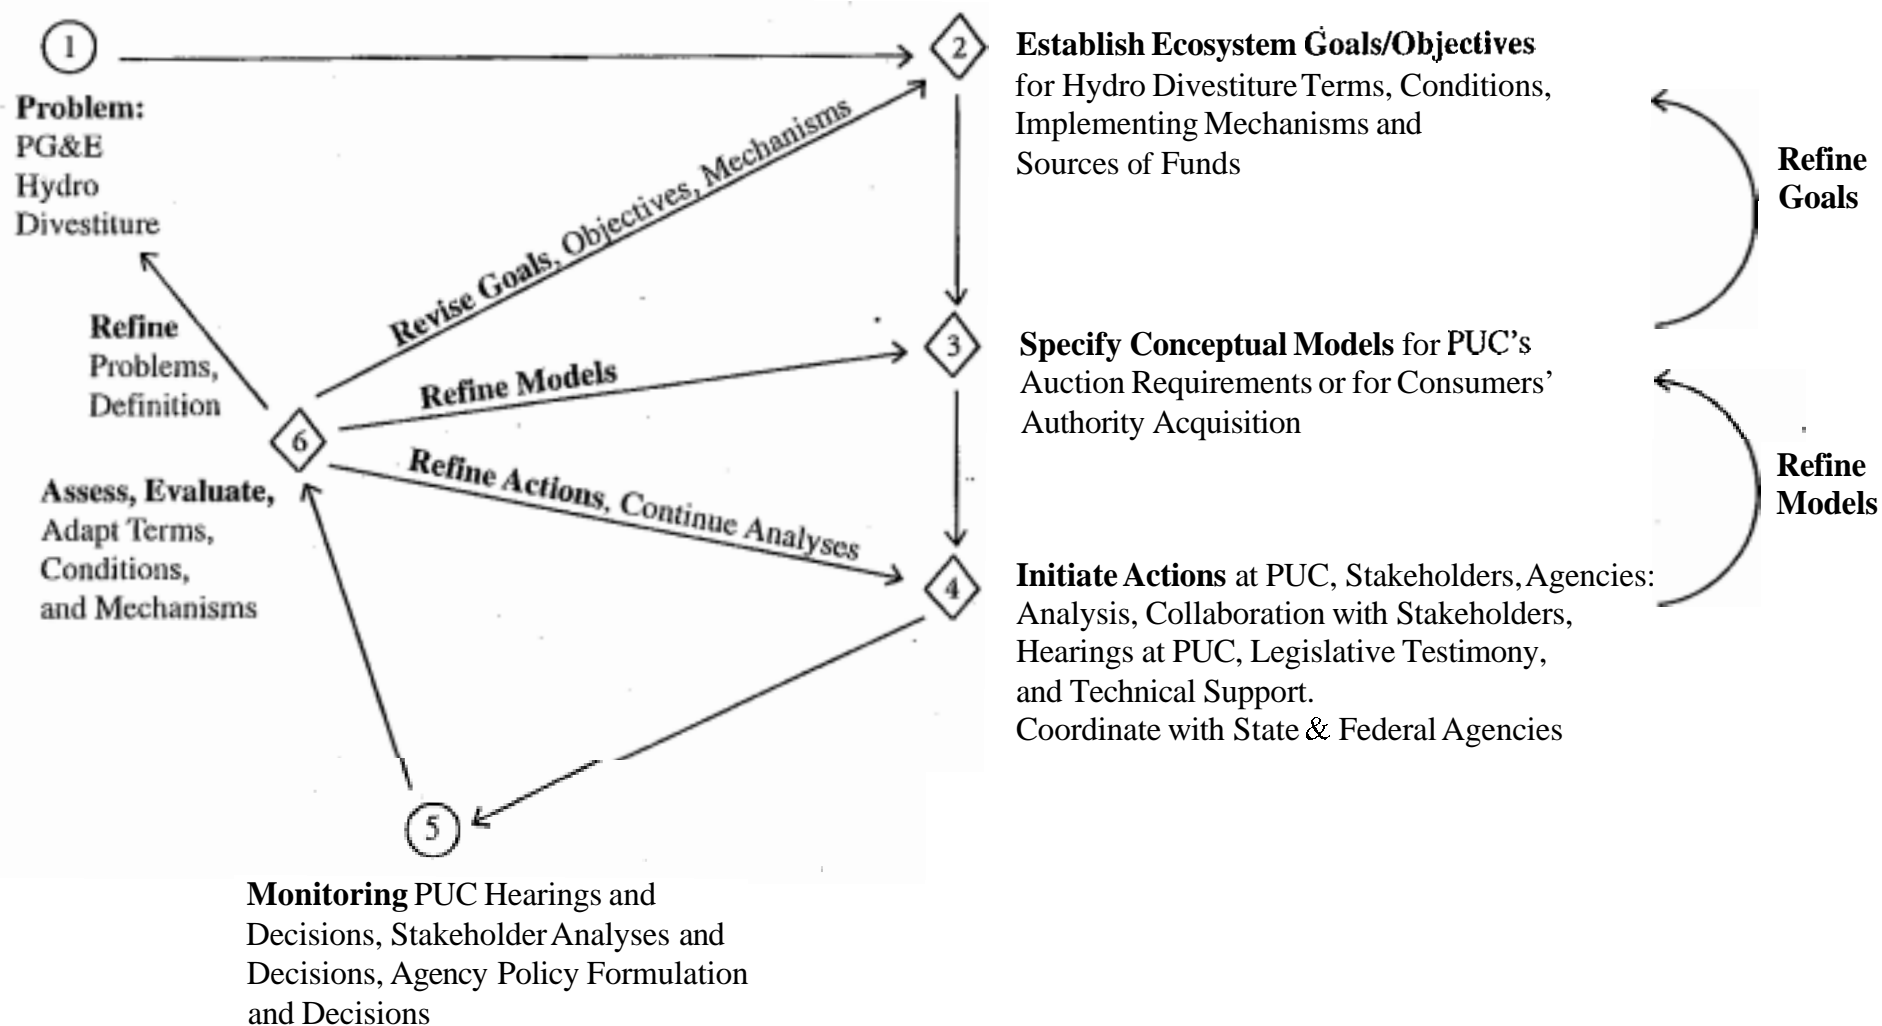 1
Problem:
PG&E
Hydro
Divestiture
2
Establish Ecosystem Goals/Objectives
for Hydro Divestiture Terms, Conditions,
Implementing Mechanisms and
Sources of Funds
Refine
Goals
Revise Goals, Objectives, Mechanisms
Refine
Problems,
Definition
Refine Models
3
Specify Conceptual Models for PUC's
Auction Requirements or for Consumers'
Authority Acquisition
Refine
Models
6
Assess, Evaluate,
Adapt Terms,
Conditions,
and Mechanisms
Refine Actions, Continue Analyses
4
Initiate Actions at PUC, Stakeholders, Agencies:
Analysis, Collaboration with Stakeholders,
Hearings at PUC, Legislative Testimony,
and Technical Support.
Coordinate with State & Federal Agencies
5
Monitoring PUC Hearings and
Decisions, Stakeholder Analyses and
Decisions, Agency Policy Formulation
and Decisions